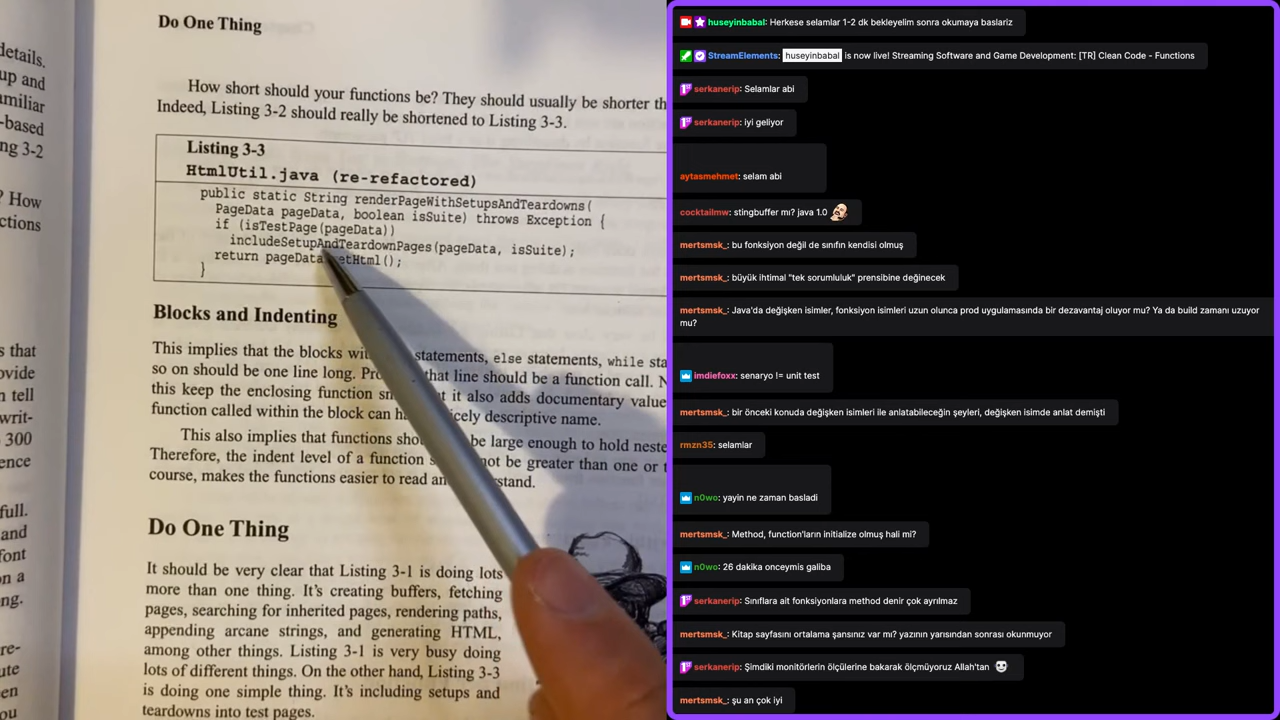 details.
up and
amiliar
-based
ng 3-2
? How
ctions
s that
ovide
n tell
writ-
300
ence
full.
and
font
on a
ng.
re-
ute
en
ou
Do One Thing
How short should your functions be? They should usually be shorter th
Indeed, Listing 3-2 should really be shortened to Listing 3-3.
Listing 3-3
HtmlUtil.java (re-refactored)
public static String renderPageWithSetupsAndTeardowns(
PageData pageData, boolean isSuite) throws Exception {
if (isTestPage(pageData))
includeSetupAndTeardownPages(pageData, isSuite);
return pageData.getHtml();
}
Blocks and Indenting
This implies that the blocks wi statements, else statements, while sta
so on should be one line long. Pro that line should be a function call. N
this keep the enclosing function sm it also adds documentary value
function called within the block can ha nicely descriptive name.
This also implies that functions shou be large enough to hold neste
Therefore, the indent level of a function s not be greater than one or t
course, makes the functions easier to read an stand.
Do One Thing
It should be very clear that Listing 3-1 is doing lots
more than one thing. It's creating buffers, fetching
pages, searching for inherited pages, rendering paths,
appending arcane strings, and generating HTML,
among other things. Listing 3-1 is very busy doing
lots of different things. On the other hand, Listing 3-3
is doing one simple thing. It's including setups and
teardowns into test pages.
huseyinbabal: Herkese selamlar 1-2 dk bekleyelim sonra okumaya baslariz
StreamElements: huseyinbabal is now live! Streaming Software and Game Development: [TR] Clean Code - Functions
serkanerip: Selamlar abi
serkanerip: iyi geliyor
aytasmehmet: selam abi
cocktailmw: stingbuffer mı? java 1.0
mertsmsk_: bu fonksiyon değil de sınıfın kendisi olmuş
mertsmsk_: büyük ihtimal "tek sorumluluk" prensibine değinecek
mertsmsk_: Java'da değişken isimler, fonksiyon isimleri uzun olunca prod uygulamasında bir dezavantaj oluyor mu? Ya da build zamanı uzuyor
mu?
imdiefoxx: senaryo != unit test
mertsmsk_: bir önceki konuda değişken isimleri ile anlatabileceğin şeyleri, değişken isimde anlat demişti
rmzn35: selamlar
n0wo: yayin ne zaman basladi
mertsmsk_: Method, function'ların initialize olmuş hali mi?
n0wo: 26 dakika onceymis galiba
serkanerip: Sınıflara ait fonksiyonlara method denir çok ayrılmaz
mertsmsk_: Kitap sayfasını ortalama şansınız var mı? yazının yarısından sonrası okunmuyor
serkanerip: Şimdiki monitörlerin ölçülerine bakarak ölçmüyoruz Allah'tan
mertsmsk_: şu an çok iyi